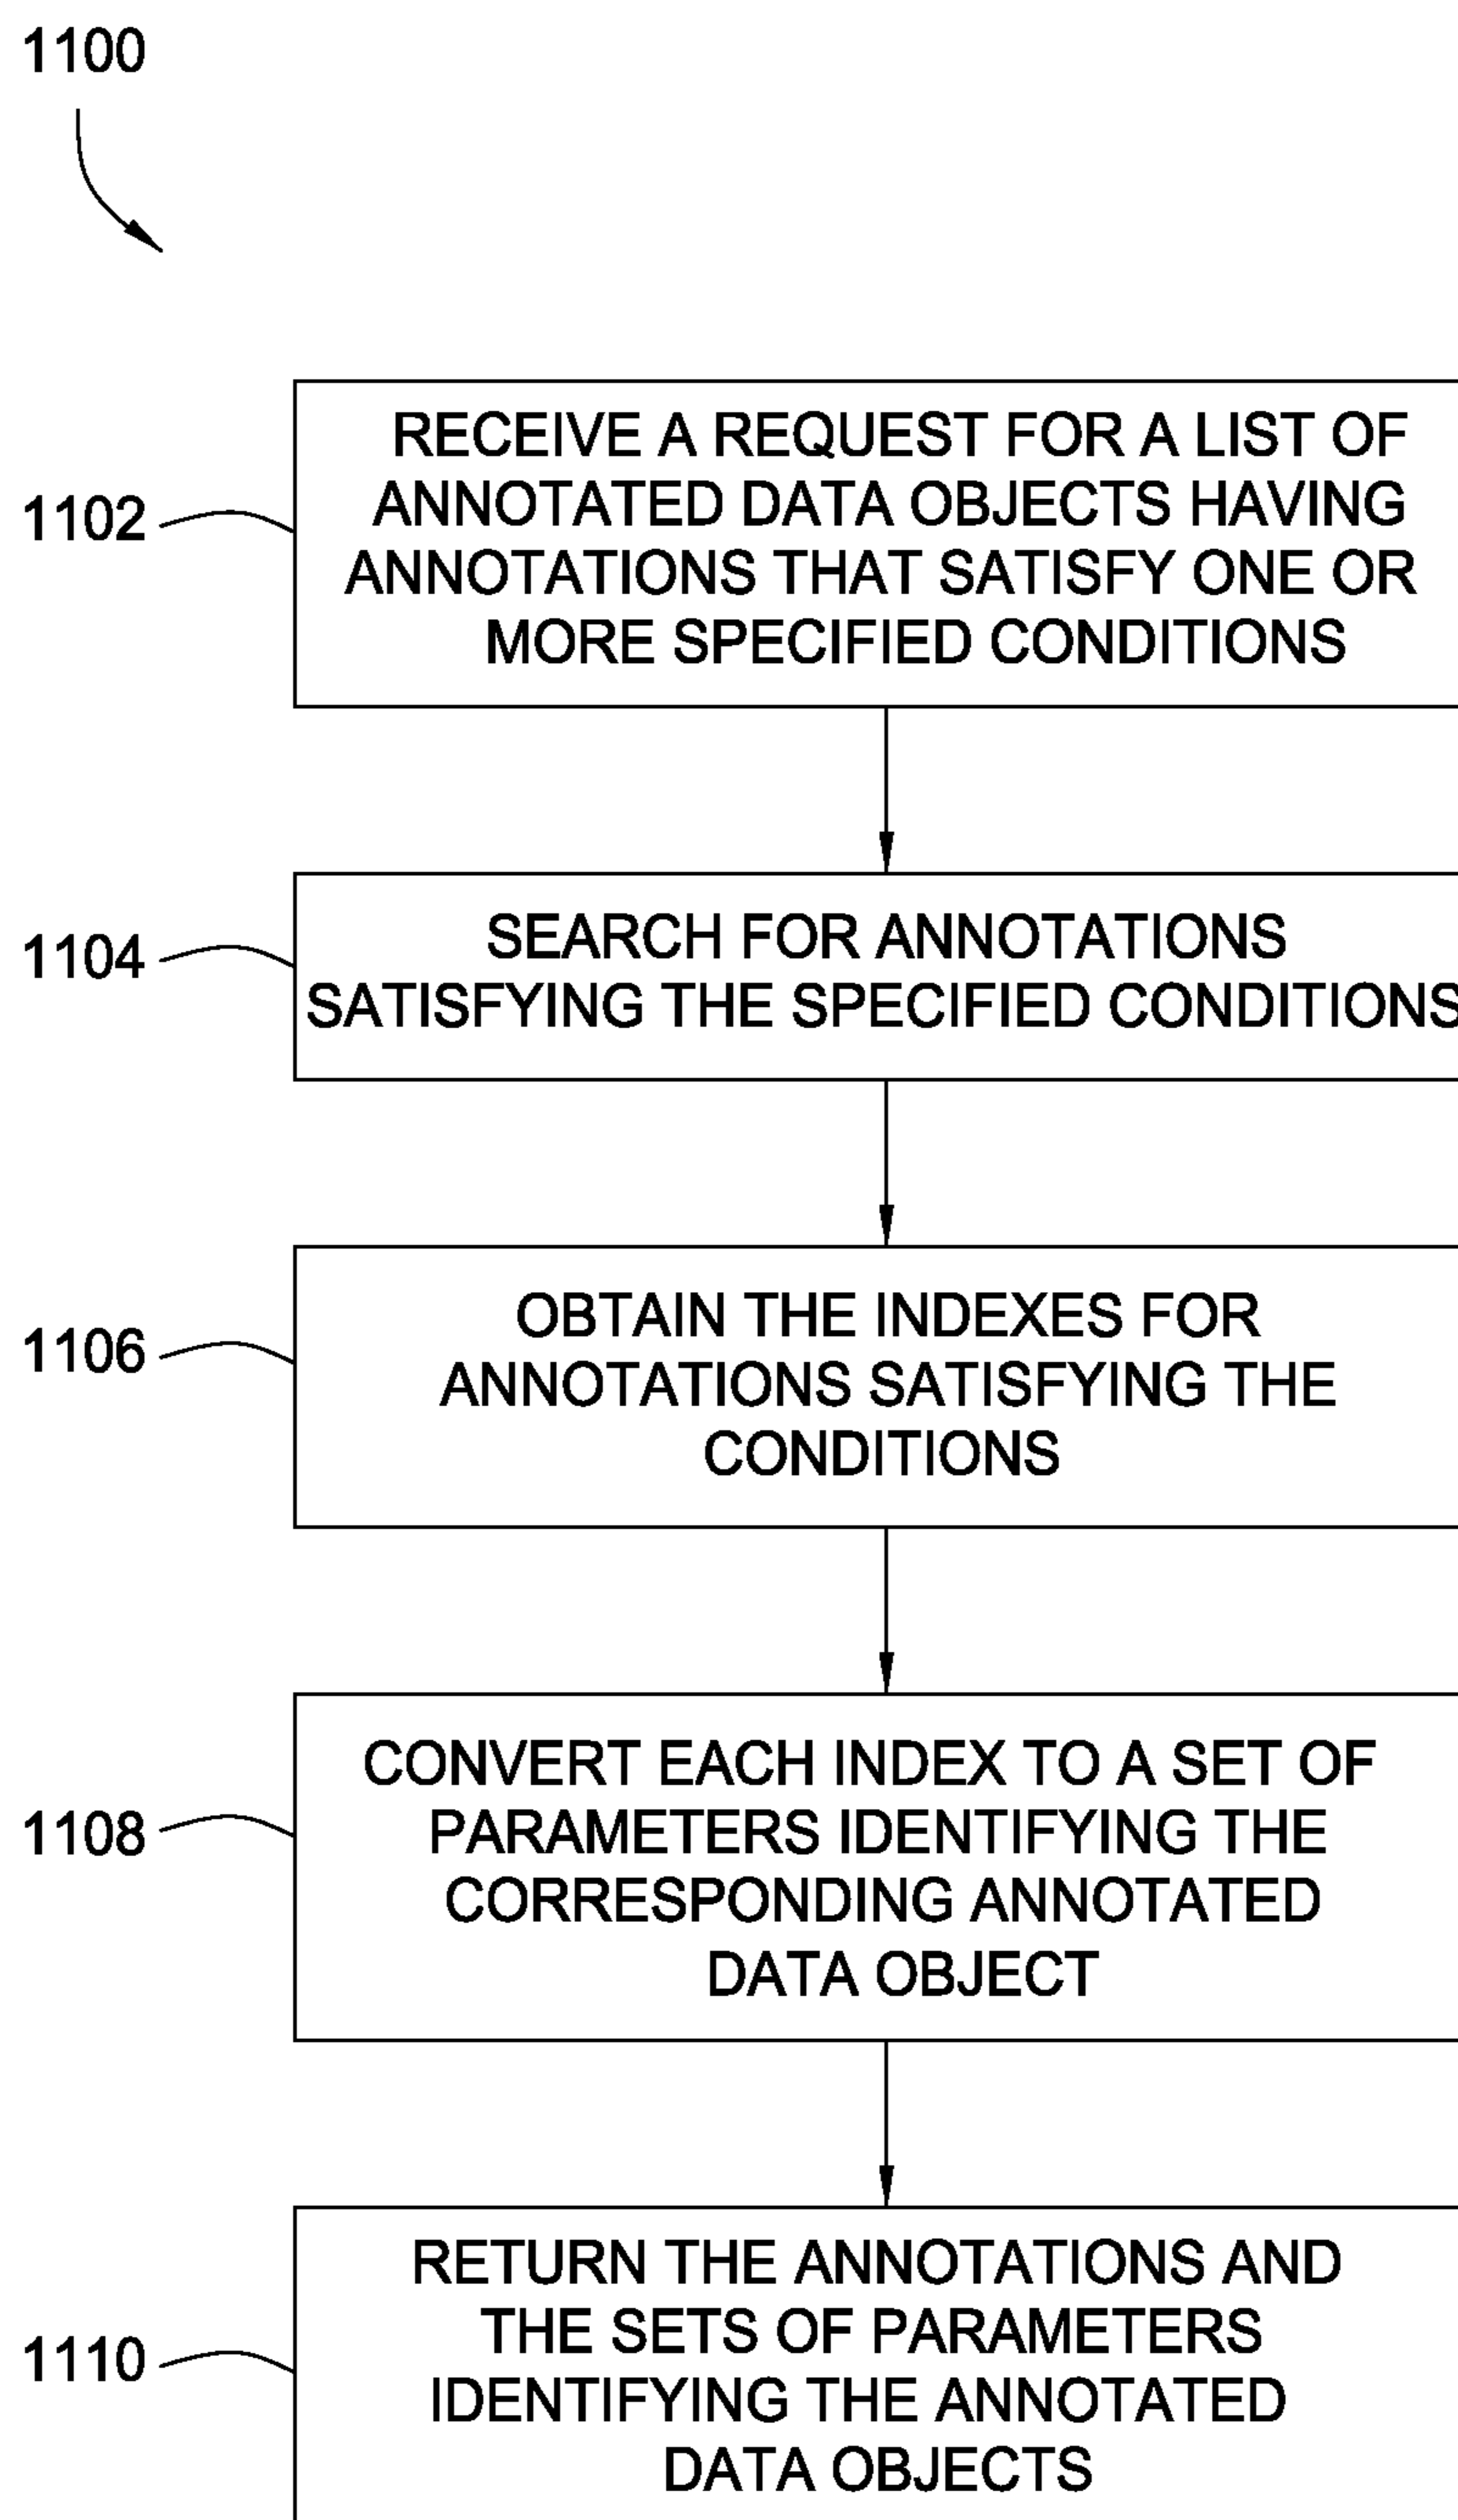 1100
RECEIVE A REQUEST FOR A LIST OF
ANNOTATED DATA OBJECTS HAVING
ANNOTATIONS THAT SATISFY ONE OR
MORE SPECIFIED CONDITIONS
1102
SEARCH FOR ANNOTATIONS
SATISFYING THE SPECIFIED CONDITIONS
1104
OBTAIN THE INDEXES FOR
ANNOTATIONS SATISFYING THE
CONDITIONS
1106
CONVERT EACH INDEX TO A SET OF
PARAMETERS IDENTIFYING THE
CORRESPONDING ANNOTATED
DATA OBJECT
1108
RETURN THE ANNOTATIONS AND
THE SETS OF PARAMETERS
IDENTIFYING THE ANNOTATED
DATA OBJECTS
1110